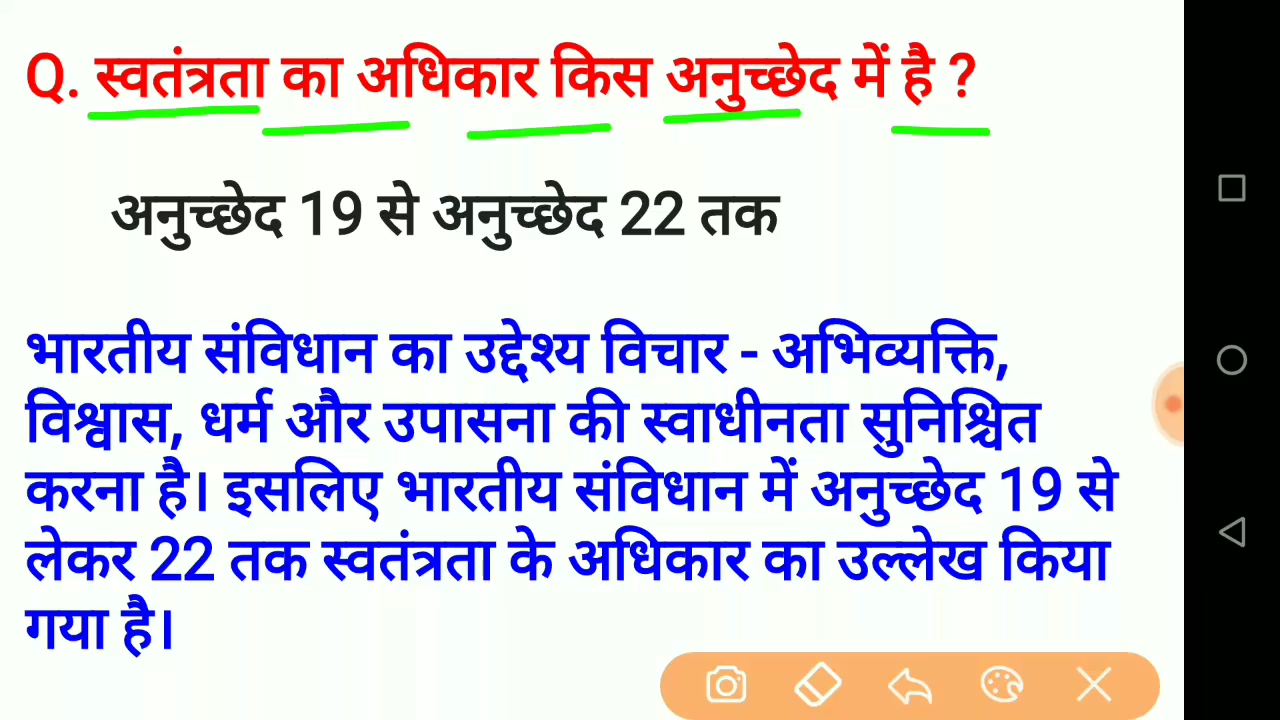 Q. स्वतंत्रता का अधिकार किस अनुच्छेद में है ?
अनुच्छेद 19 से अनुच्छेद 22 तक
भारतीय संविधान का उद्देश्य विचार - अभिव्यक्ति,
विश्वास, धर्म और उपासना की स्वाधीनता सुनिश्चित
करना है। इसलिए भारतीय संविधान में अनुच्छेद 19 से
लेकर 22 तक स्वतंत्रता के अधिकार का उल्लेख किया
गया है।